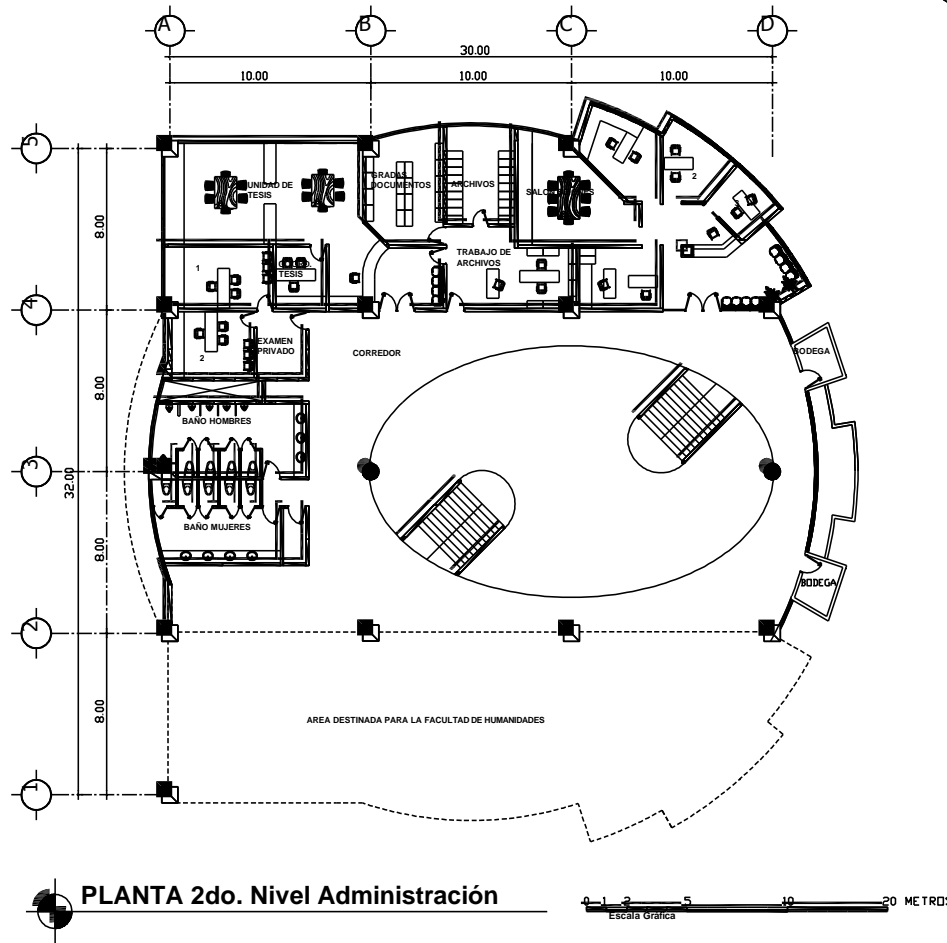 A B C D
30.00
10.00 10.00 10.00
5
UNIDAD DE
TESIS
GRADAS
DOCUMENTOS
ARCHIVOS
2
8.00
1
TESIS
TRABAJO DE
ARCHIVOS
4
2
EXAMEN
PRIVADO
CORREDOR
BODEGA
8.00
BAÑO HOMBRES
3
32.00
BAÑO MUJERES
8.00
BODEGA
2
8.00
AREA DESTINADA PARA LA FACULTAD DE HUMANIDADES
1
PLANTA 2do. Nivel Administración
0 1 2 5 10 20 METROS
Escala Gráfica